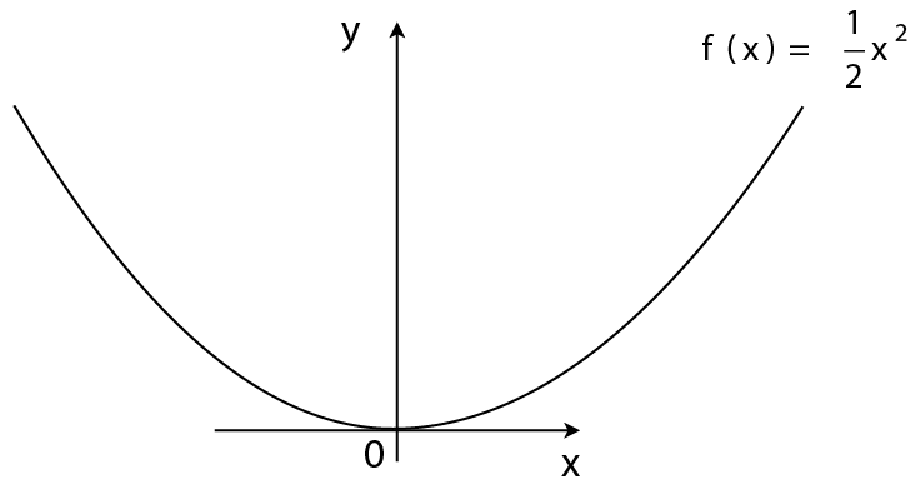 y
f (x) = 1/2 x²
0
x